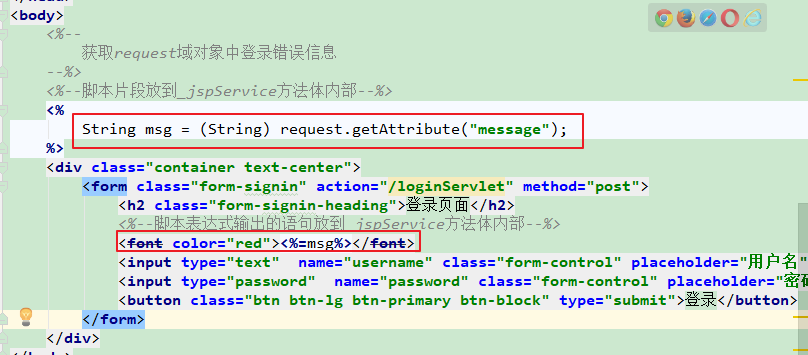 <body>
<%--
获取request域对象中登录错误信息
--%>
<%--脚本片段放到_jspService方法体内部--%>
<%
String msg = (String) request.getAttribute("message");
%>
<div class="container text-center">
<form class="form-signin" action="/loginServlet" method="post">
<h2 class="form-signin-heading">登录页面</h2>
<%--脚本表达式输出的语句放到_jspService方法体内部--%>
<font color="red"><%=msg%></font>
<input type="text"  name="username" class="form-control" placeholder="用户名"
<input type="password"  name="password" class="form-control" placeholder="密码
<button class="btn btn-lg btn-primary btn-block" type="submit">登录</button>
</form>
</div>